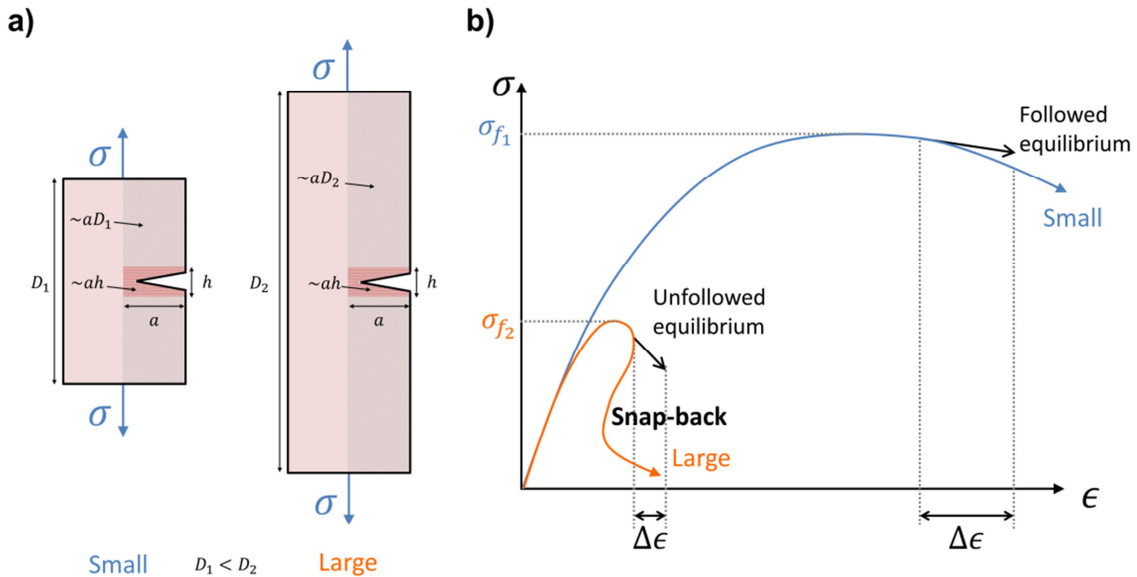 a)
σ
σ
~aD₁
D₁
~ah
h
a
σ
σ
~aD₂
D₂
~ah
h
a
σ
Small
D₁ < D₂
Large
b)
σ
σf₁
Followed
equilibrium
Small
σf₂
Unfollowed
equilibrium
Snap-back
Large
ϵ
Δϵ
Δϵ